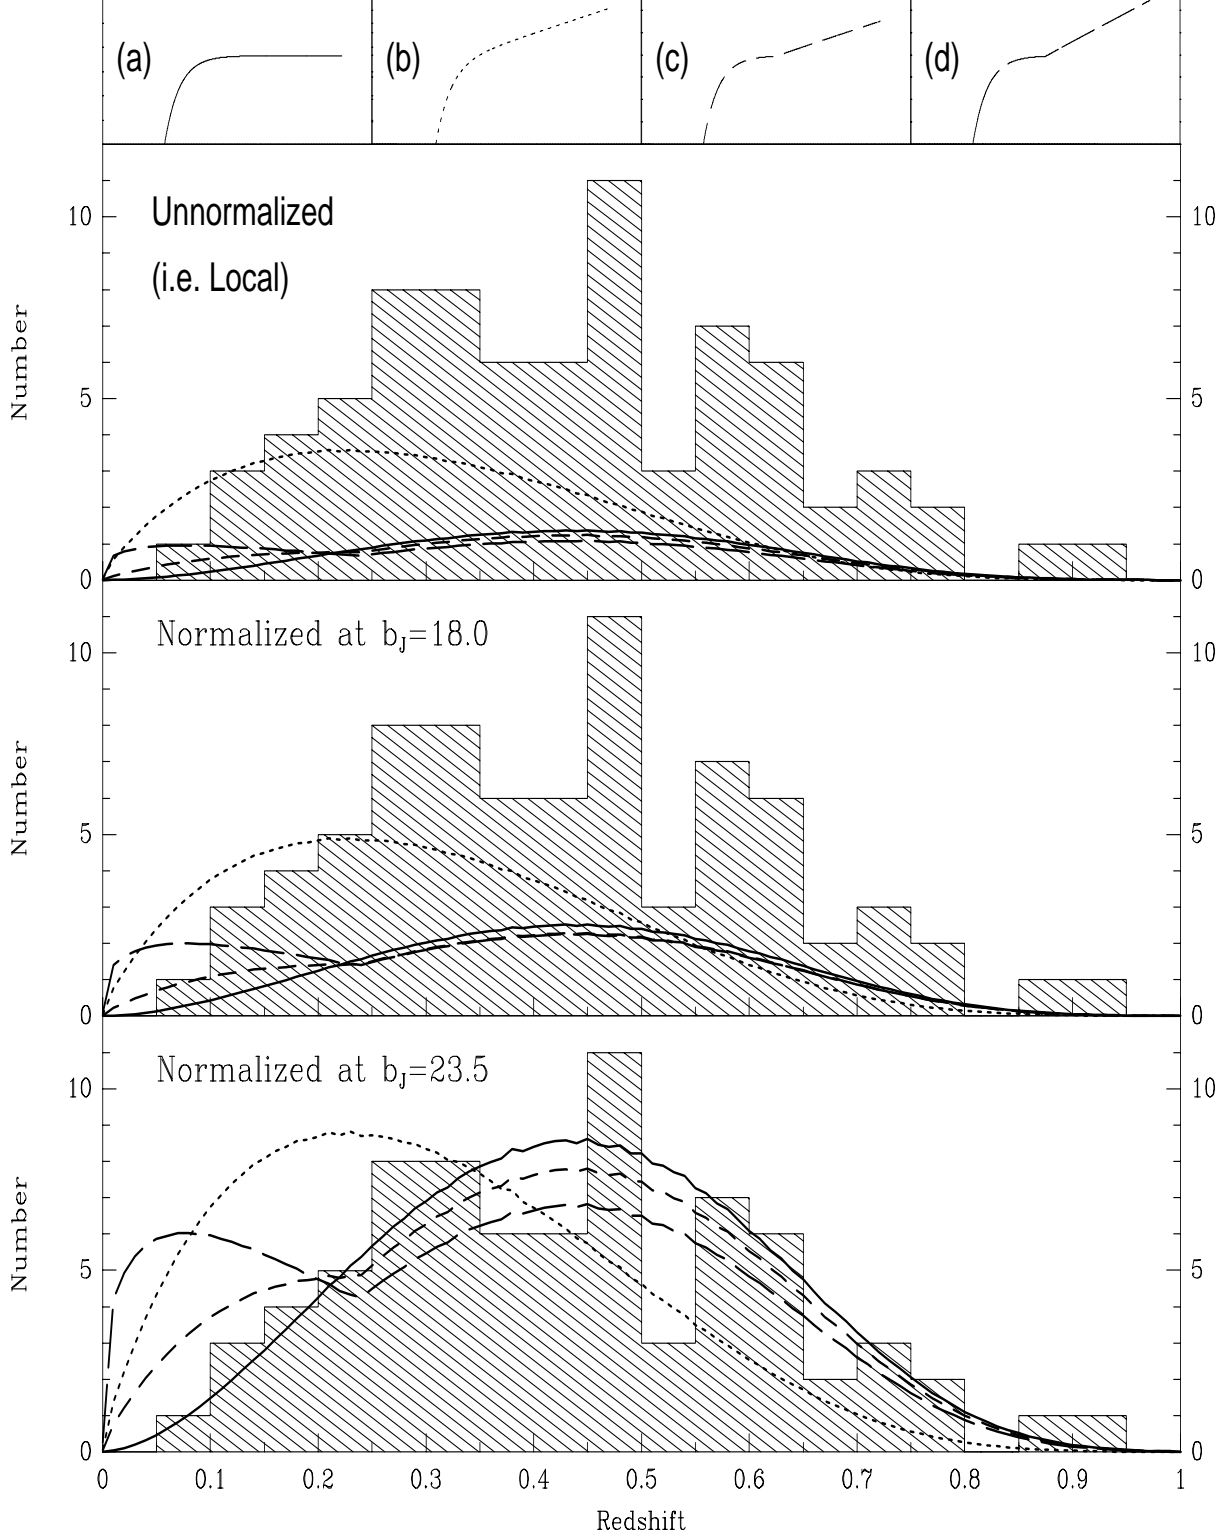 (a) (b) (c) (d)
Unnormalized
(i.e. Local)
10 10
5 5
0 0
Number
Normalized at bJ=18.0
10 10
5 5
0 0
Number
Normalized at bJ=23.5
10 10
5 5
0 0
Number
0 0.1 0.2 0.3 0.4 0.5 0.6 0.7 0.8 0.9 1
Redshift